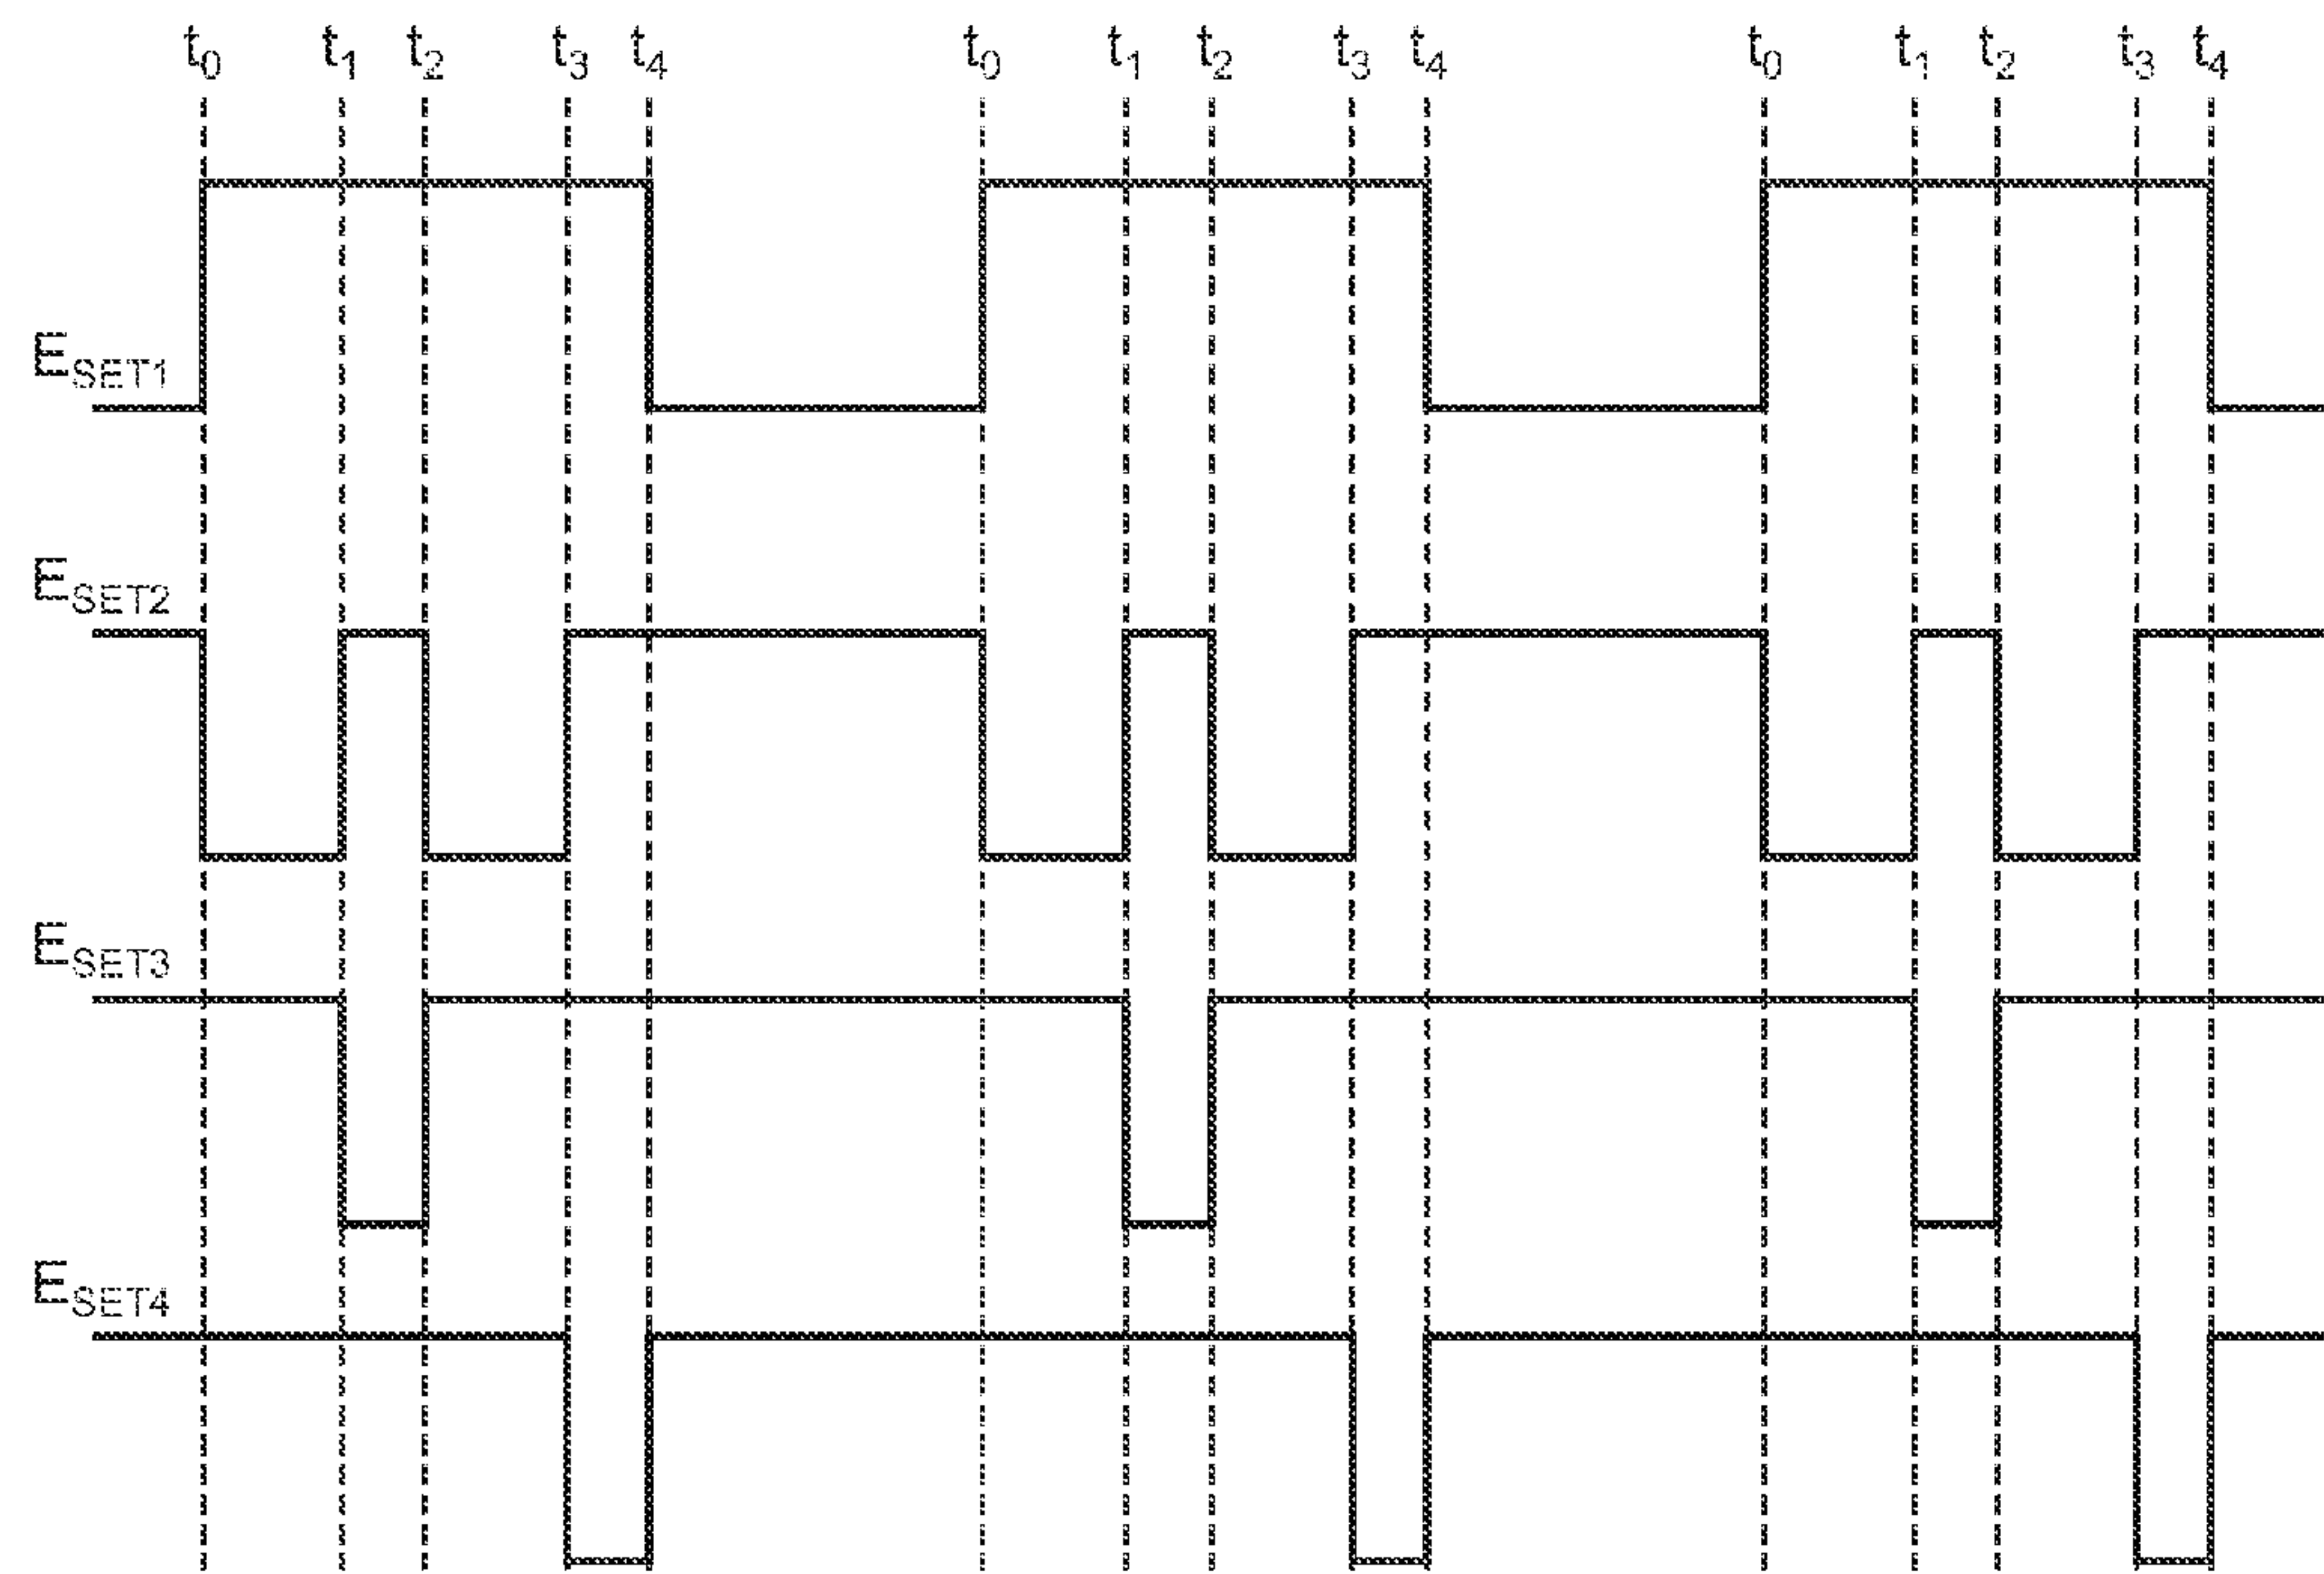 t0 t1 t2 t3 t4 t0 t1 t2 t3 t4 t0 t1 t2 t3 t4
ESET1
ESET2
ESET3
ESET4